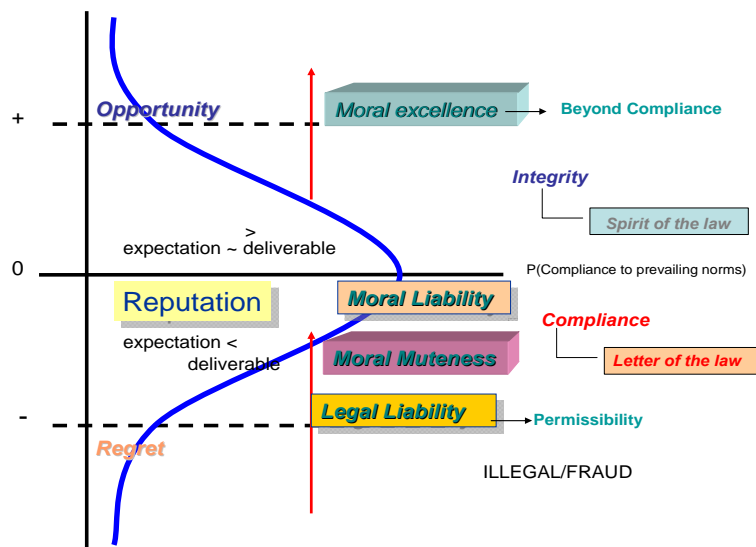 Opportunity
+
Moral excellence
Beyond Compliance
Integrity
Spirit of the law
>
expectation ~ deliverable
0
P(Compliance to prevailing norms)
Reputation
Moral Liability
Compliance
expectation <
deliverable
Moral Muteness
Letter of the law
Legal Liability
Permissibility
-
Regret
ILLEGAL/FRAUD